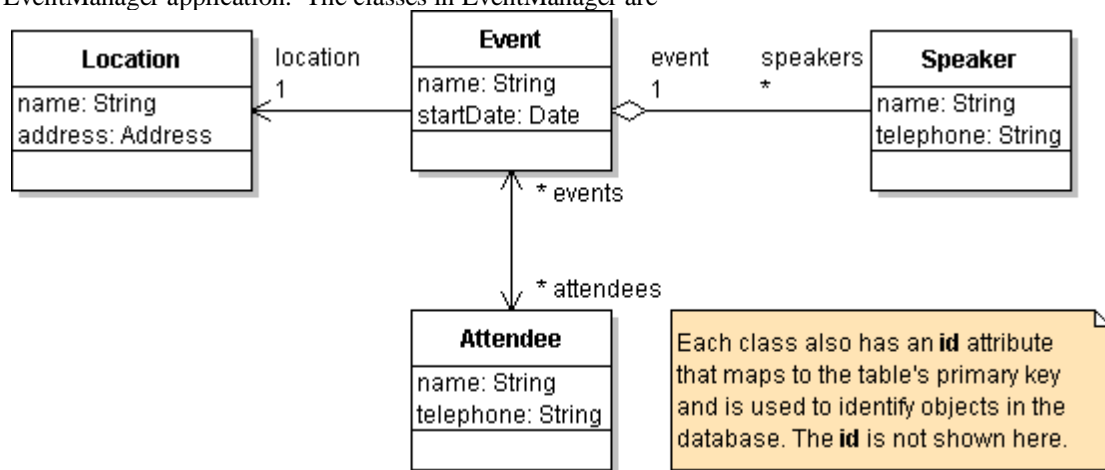 EventManager application. The classes in EventManager are
Location
name: String
address: Address
location
1
Event
name: String
startDate: Date
event
1
speakers
*
Speaker
name: String
telephone: String
* events
* attendees
Attendee
name: String
telephone: String
Each class also has an id attribute
that maps to the table's primary key
and is used to identify objects in the
database. The id is not shown here.